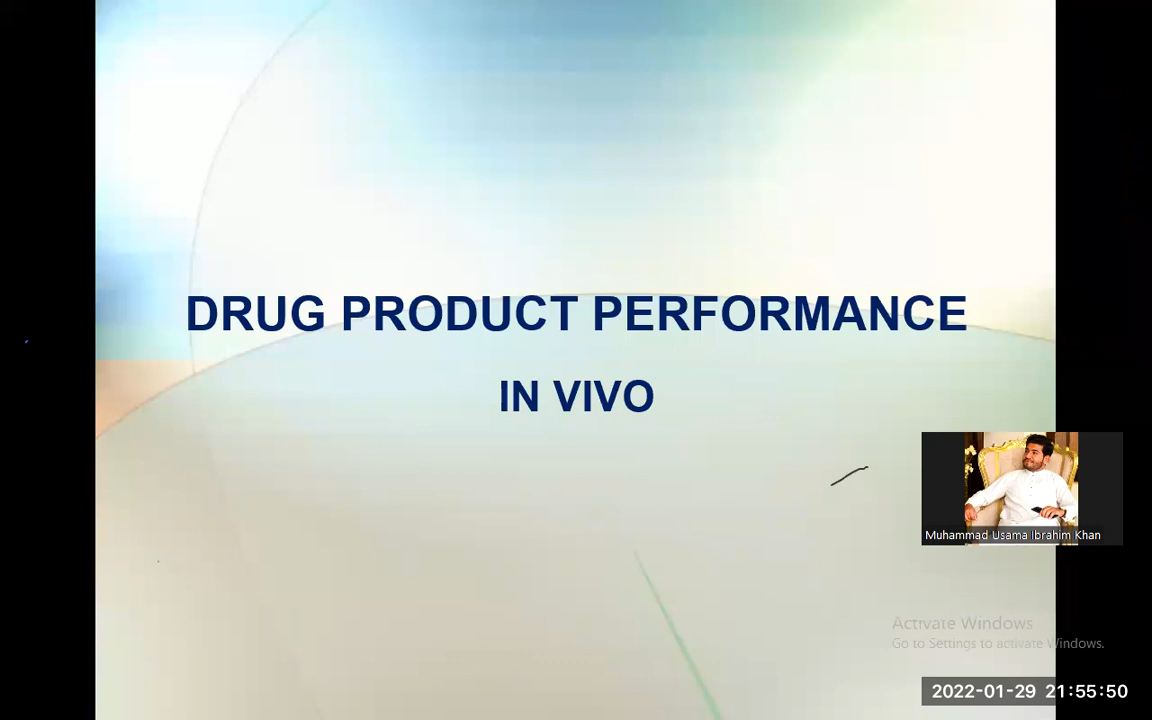 DRUG PRODUCT PERFORMANCE
IN VIVO
Muhammad Usama Ibrahim Khan
Activate Windows
Go to Settings to activate Windows.
2022-01-29 21:55:50